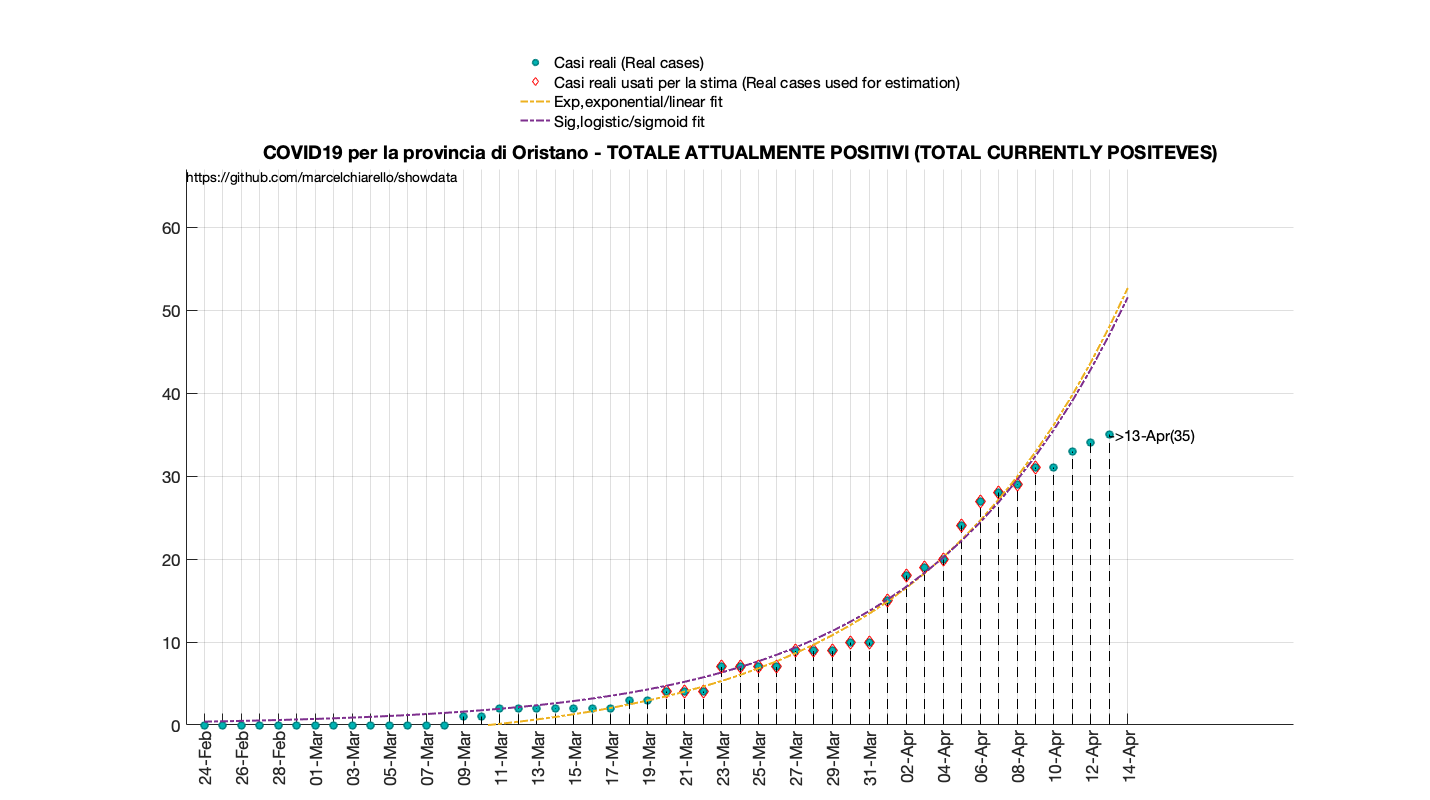 Casi reali (Real cases)
Casi reali usati per la stima (Real cases used for estimation)
Exp,exponential/linear fit
Sig,logistic/sigmoid fit
COVID19 per la provincia di Oristano - TOTALE ATTUALMENTE POSITIVI (TOTAL CURRENTLY POSITEVES)
https://github.com/marcelchiarello/showdata
60
50
40
30
20
10
0
->13-Apr(35)
24-Feb
26-Feb
28-Feb
01-Mar
03-Mar
05-Mar
07-Mar
09-Mar
11-Mar
13-Mar
15-Mar
17-Mar
19-Mar
21-Mar
23-Mar
25-Mar
27-Mar
29-Mar
31-Mar
02-Apr
04-Apr
06-Apr
08-Apr
10-Apr
12-Apr
14-Apr